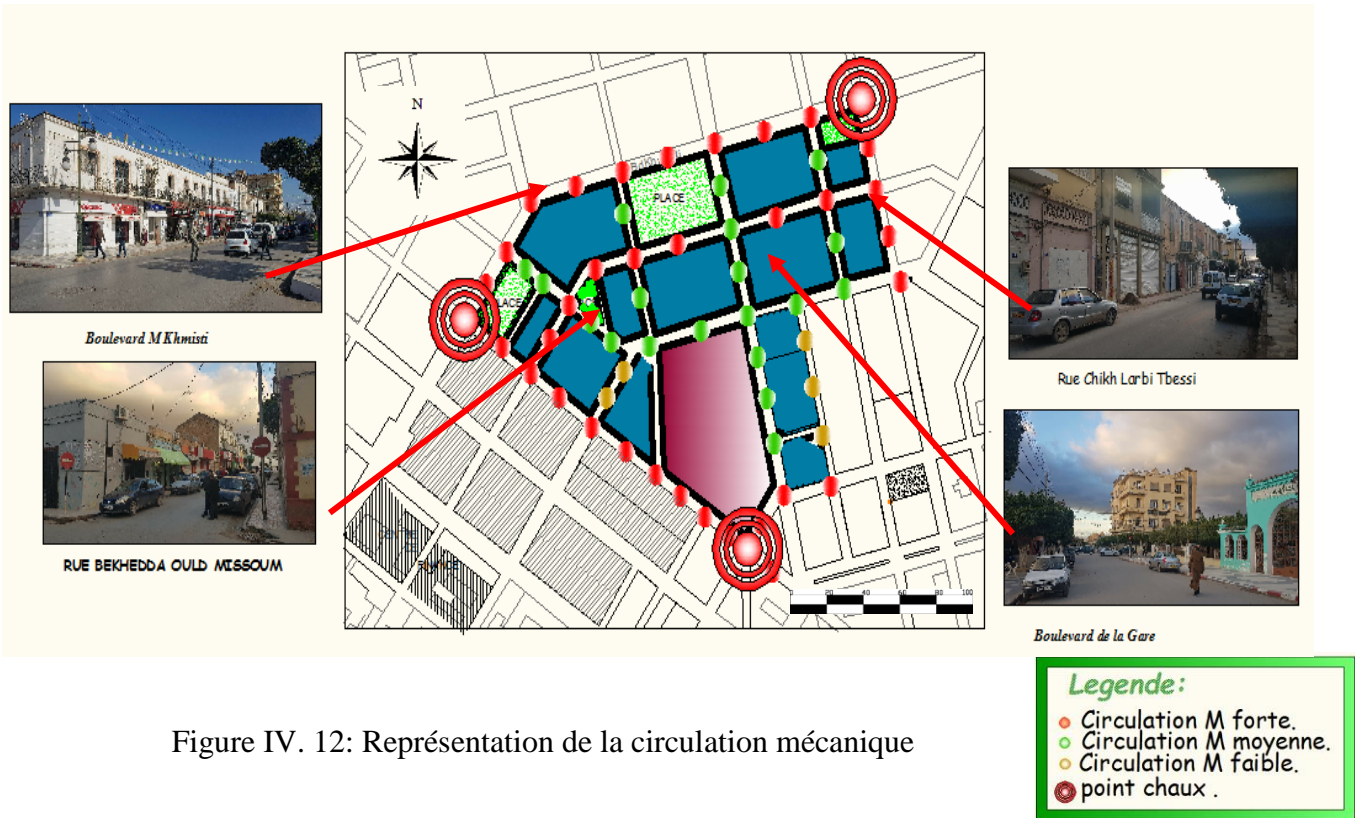 N
PLACE
Boulevard M Khmisti
RUE BEKHEDDA OULD MISSOUM
FINANCE
0 20 40 60 80 100
Rue Chikh Larbi Tbessi
Boulevard de la Gare
Legende:
Circulation M forte.
Circulation M moyenne.
Circulation M faible.
point chaux .
Figure IV. 12: Représentation de la circulation mécanique